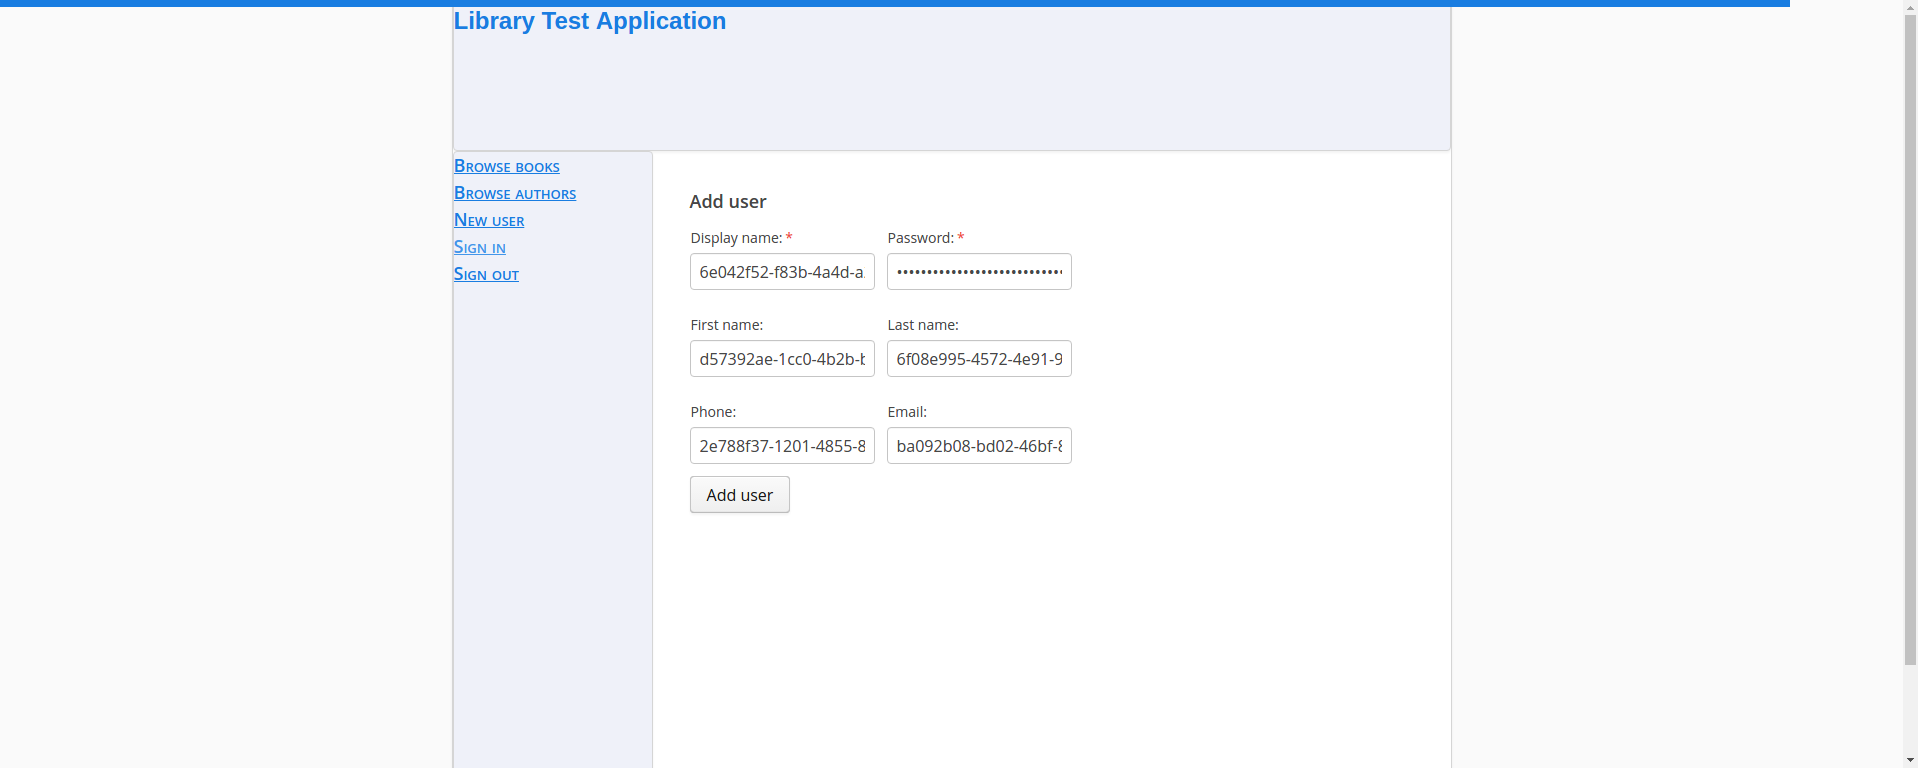 Library Test Application
Browse books
Browse authors
New user
Sign in
Sign out
Add user
Display name: * Password: *
6e042f52-f83b-4a4d-a ••••••••••••••••••••••••••••
First name: Last name:
d57392ae-1cc0-4b2b-b 6f08e995-4572-4e91-9
Phone: Email:
2e788f37-1201-4855-8 ba092b08-bd02-46bf-8
Add user